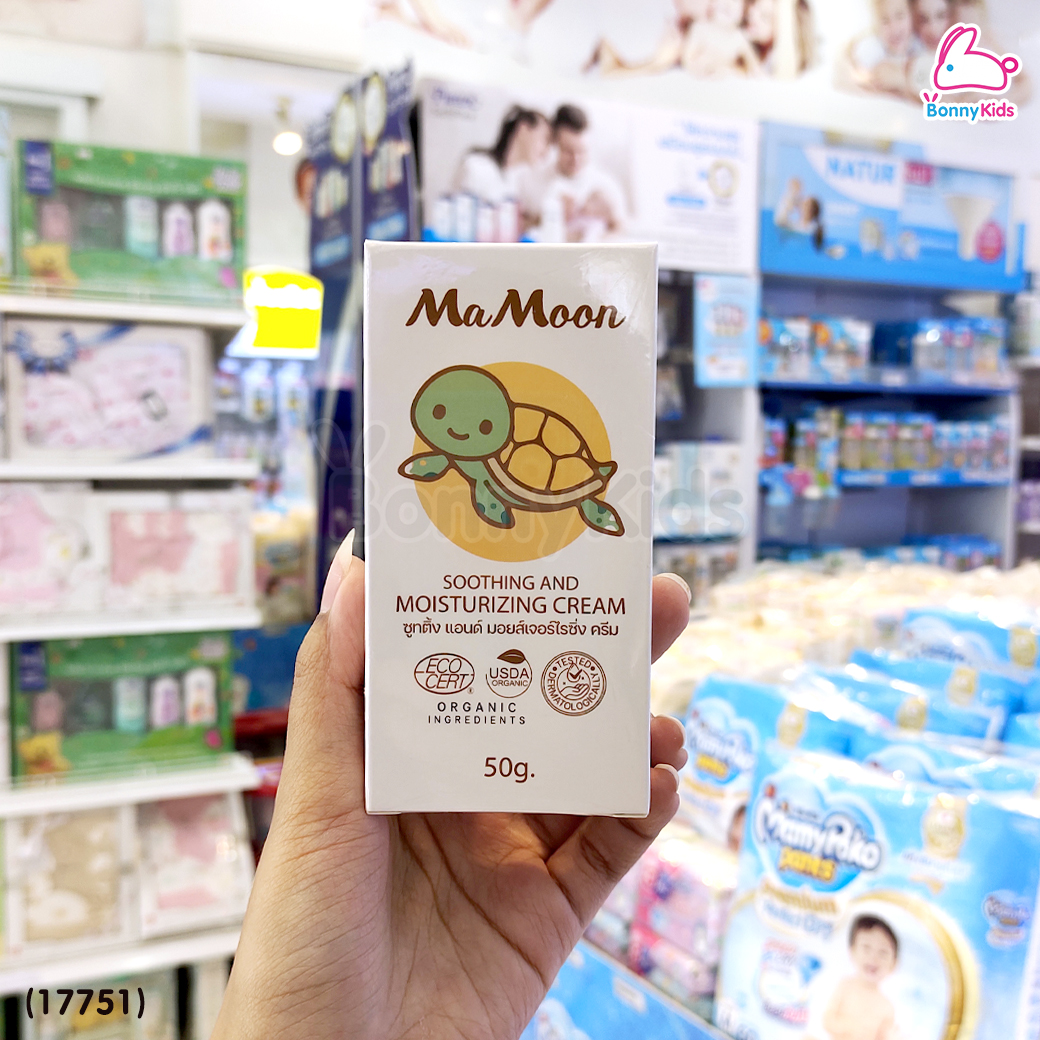 BonnyKids
NATUR
MaMoon
BonnyKids
SOOTHING AND
MOISTURIZING CREAM
ซูทติ้ง แอนด์ มอยส์เจอร์ไรซิ่ง ครีม
ECO
CERT
USDA
ORGANIC
TESTED
DERMATOLOGICALLY
ORGANIC
INGREDIENTS
50g.
MamyPoko
pants
Premium
(17751)